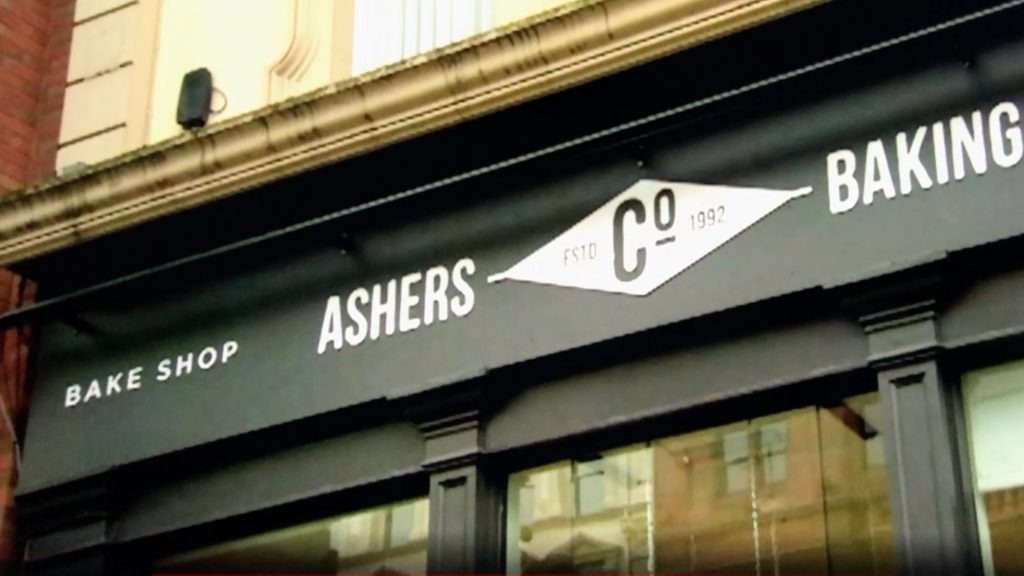 BAKE SHOP
ASHERS
ESTD Co 1992
BAKING